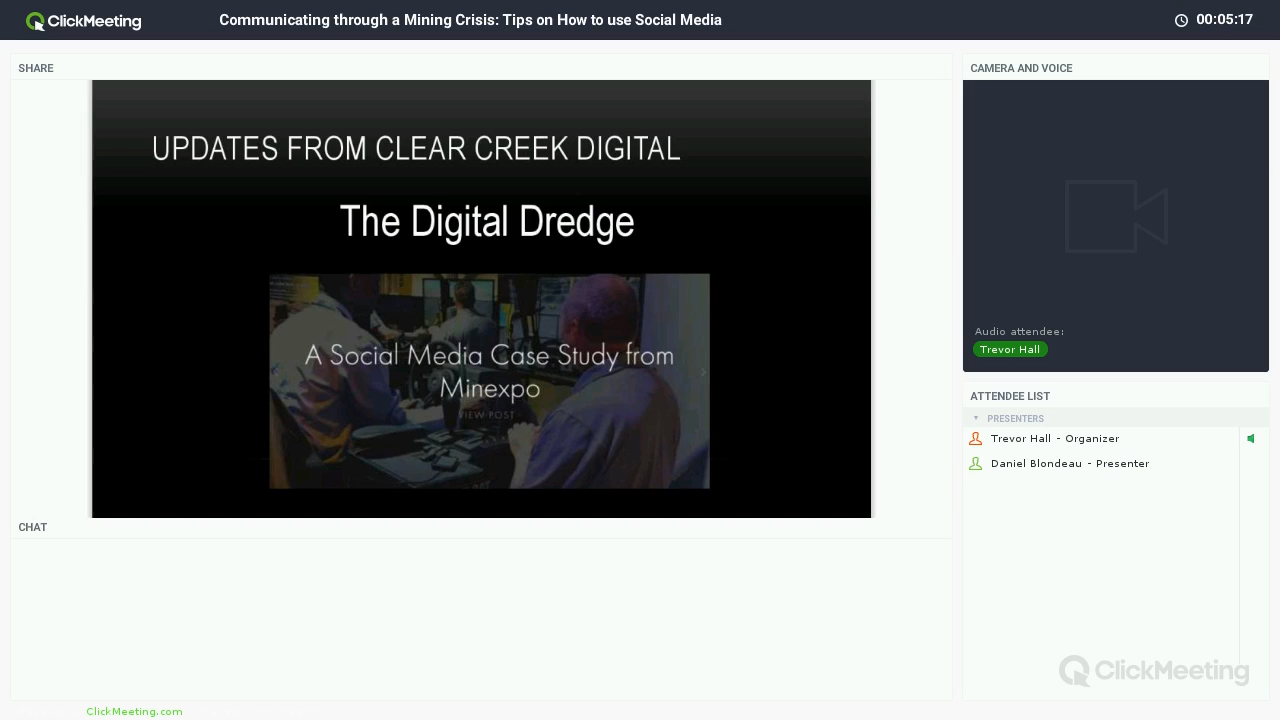 ClickMeeting
Communicating through a Mining Crisis: Tips on How to use Social Media
00:05:17
SHARE
UPDATES FROM CLEAR CREEK DIGITAL
The Digital Dredge
A Social Media Case Study from
Minexpo
VIEW POST
CHAT
CAMERA AND VOICE
Audio attendee:
Trevor Hall
ATTENDEE LIST
PRESENTERS
Trevor Hall - Organizer
Daniel Blondeau - Presenter
ClickMeeting
ClickMeeting.com